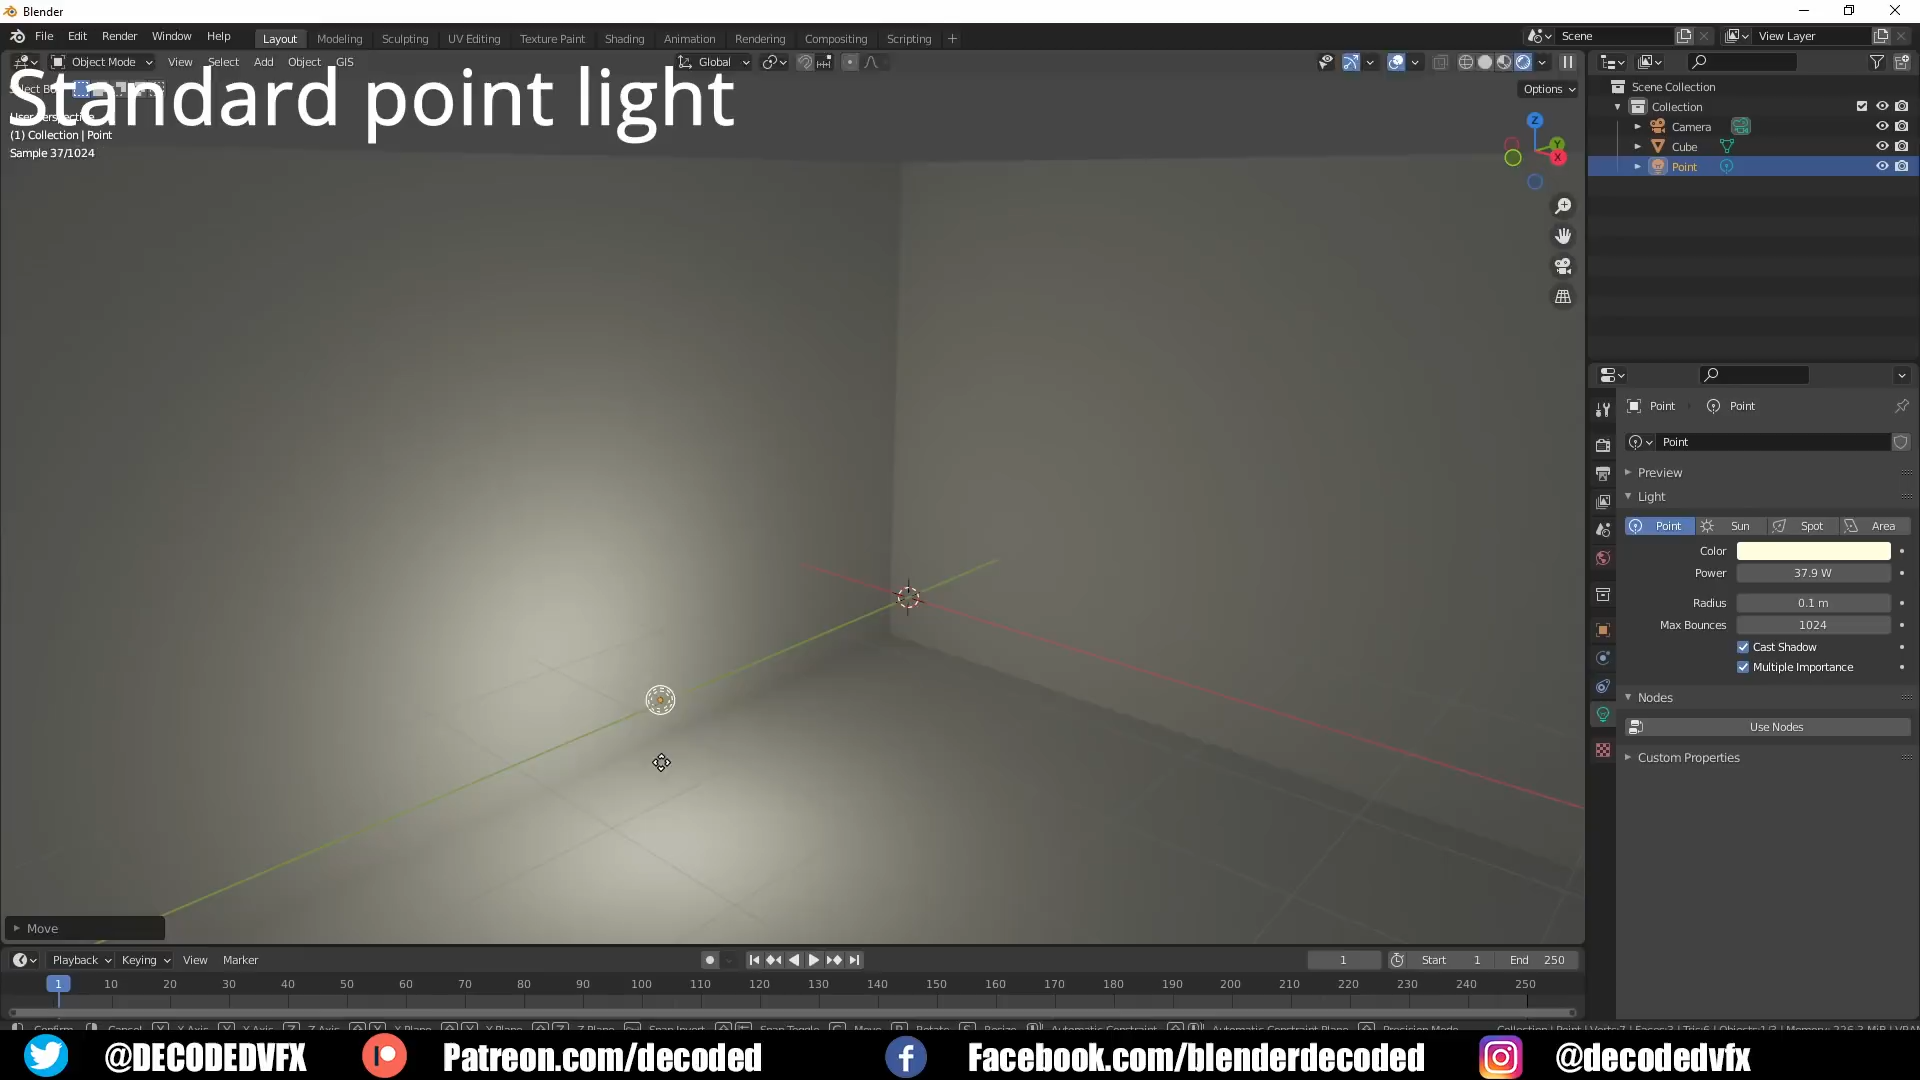 Blender
File Edit Render Window Help
Layout Modeling Sculpting UV Editing Texture Paint Shading Animation Rendering Compositing Scripting +
Scene
View Layer
Object Mode View Select Add Object GIS
Global
Standard point light
Options
(1) Collection | Point
Sample 37/1024
Z
Y
X
Scene Collection
Collection
Camera
Cube
Point
Point Point
Point
Preview
Light
Point Sun Spot Area
Color
Power 37.9 W
Radius 0.1 m
Max Bounces 1024
Cast Shadow
Multiple Importance
Nodes
Use Nodes
Custom Properties
Move
Playback Keying View Marker
1
Start 1 End 250
1 10 20 30 40 50 60 70 80 90 100 110 120 130 140 150 160 170 180 190 200 210 220 230 240 250
@DECODEDVFX
Patreon.com/decoded
Facebook.com/blenderdecoded
@decodedvfx